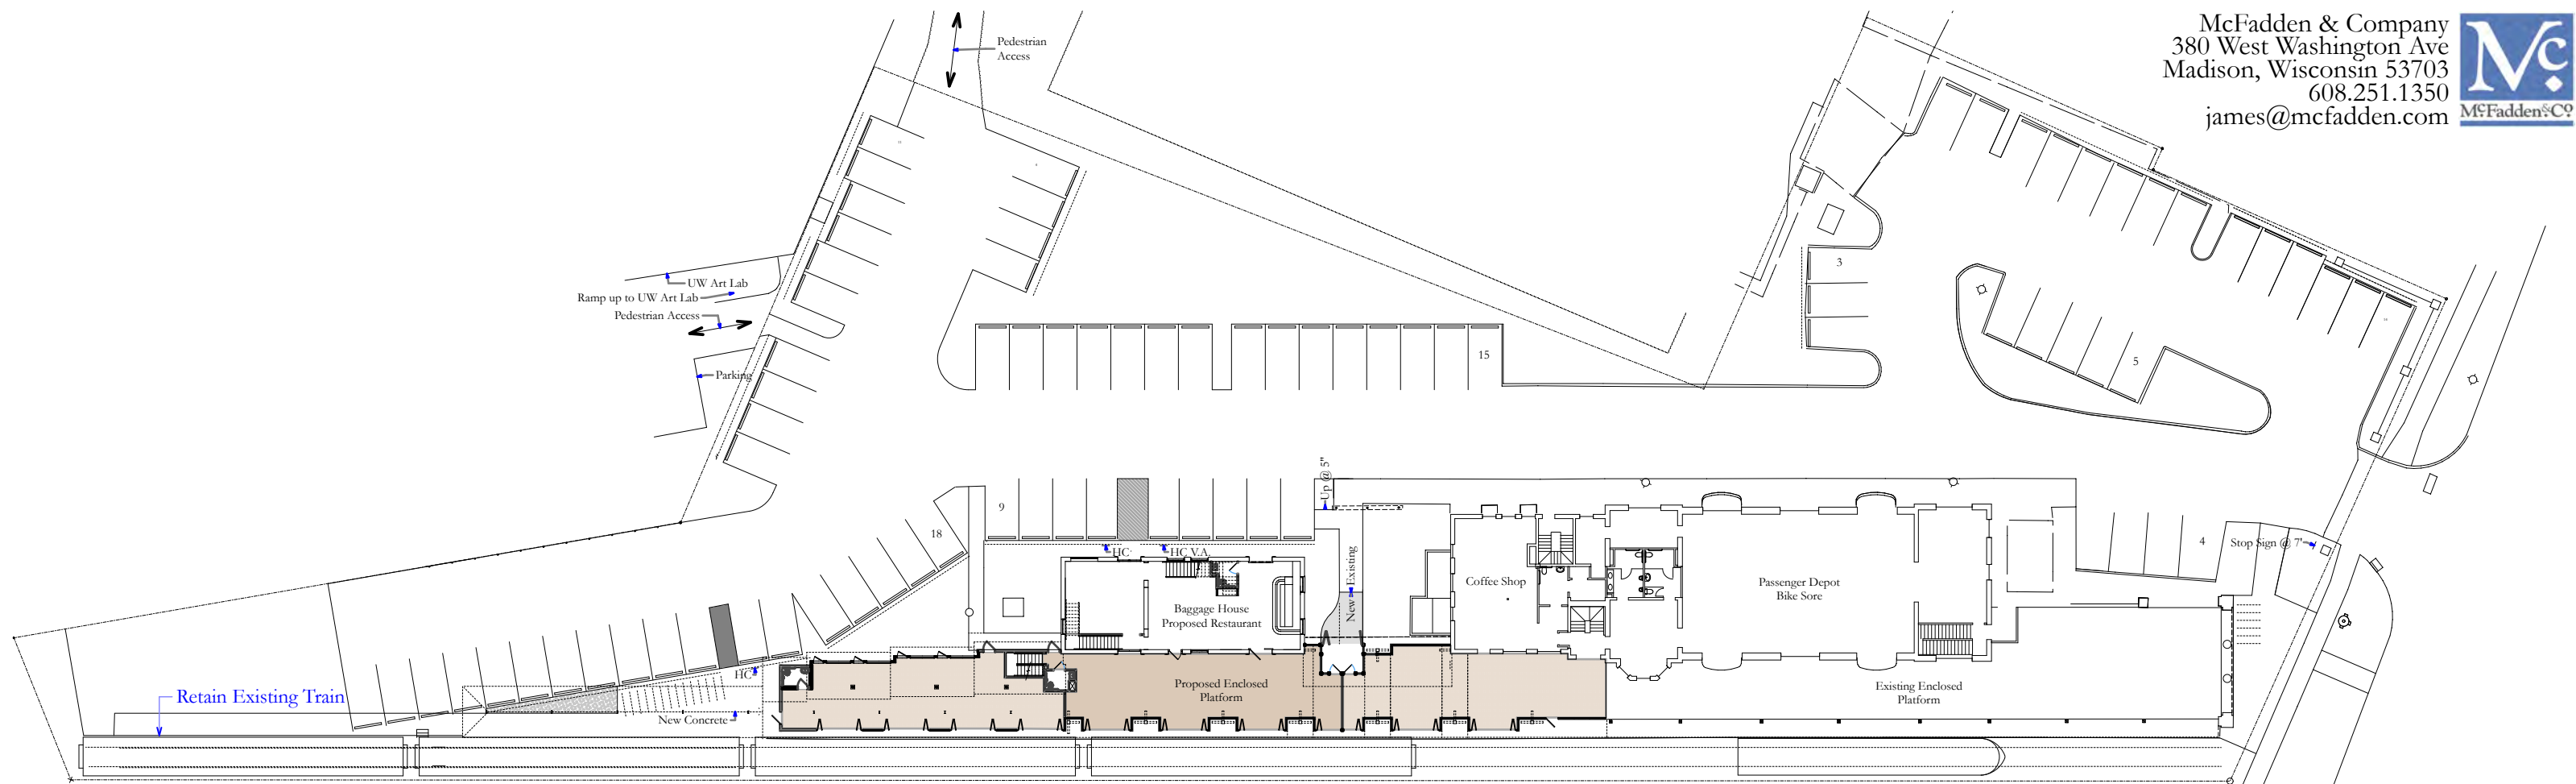 McFadden & Company
380 West Washington Ave
Madison, Wisconsin 53703
608.251.1350
james@mcfadden.com
Mc
McFadden & Co
Pedestrian
Access
UW Art Lab
Ramp up to UW Art Lab
Pedestrian Access
Parking
3
15
5
Up @ 5"
9
18
HC
HC V.A.
New
Existing
4
Stop Sign @ 7'
Coffee Shop
Passenger Depot
Bike Sore
Baggage House
Proposed Restaurant
HC
Retain Existing Train
New Concrete
Proposed Enclosed
Platform
Existing Enclosed
Platform